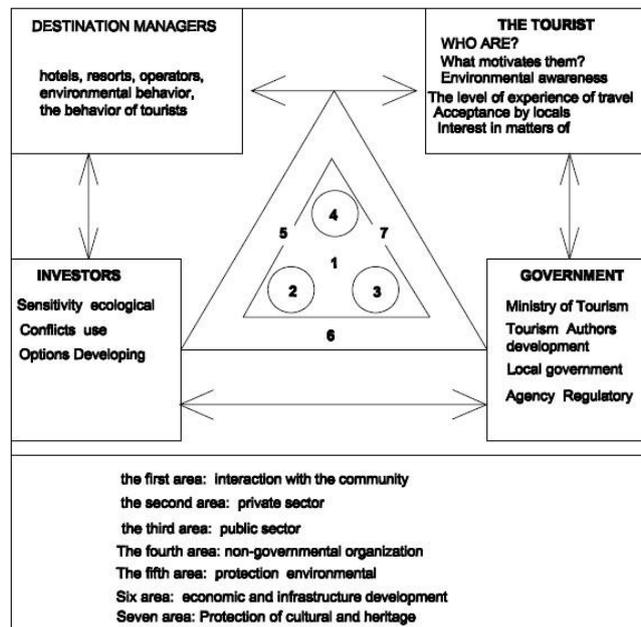 DESTINATION MANAGERS
hotels, resorts, operators,
environmental behavior,
the behavior of tourists
THE TOURIST
WHO ARE?
What motivates them?
Environmental awareness
The level of experience of travel
Acceptance by locals
Interest in matters of
4
5
7
1
2
3
6
INVESTORS
Sensitivity ecological
Conflicts use
Options Developing
GOVERNMENT
Ministry of Tourism
Tourism Authors
development
Local government
Agency Regulatory
the first area: interaction with the community
the second area: private sector
the third area: public sector
The fourth area: non-governmental organization
The fifth area: protection environmental
Six area: economic and infrastructure development
Seven area: Protection of cultural and heritage